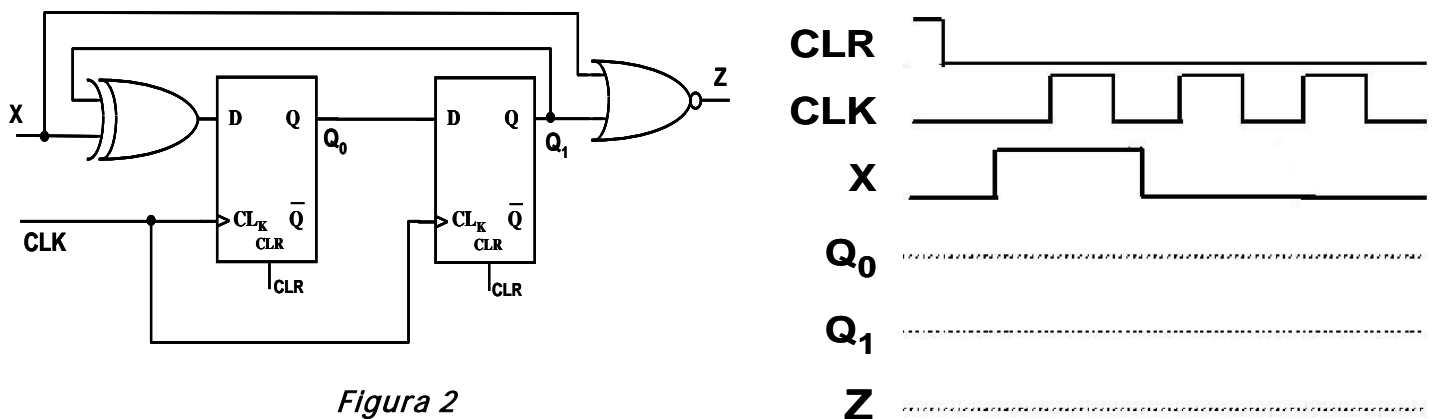 X
D Q
Q0
CLK Q̅
CLR
CLR
D Q
Q1
CLK Q̅
CLR
CLR
Z
CLK
Figura 2
CLR
CLK
X
Q0
Q1
Z